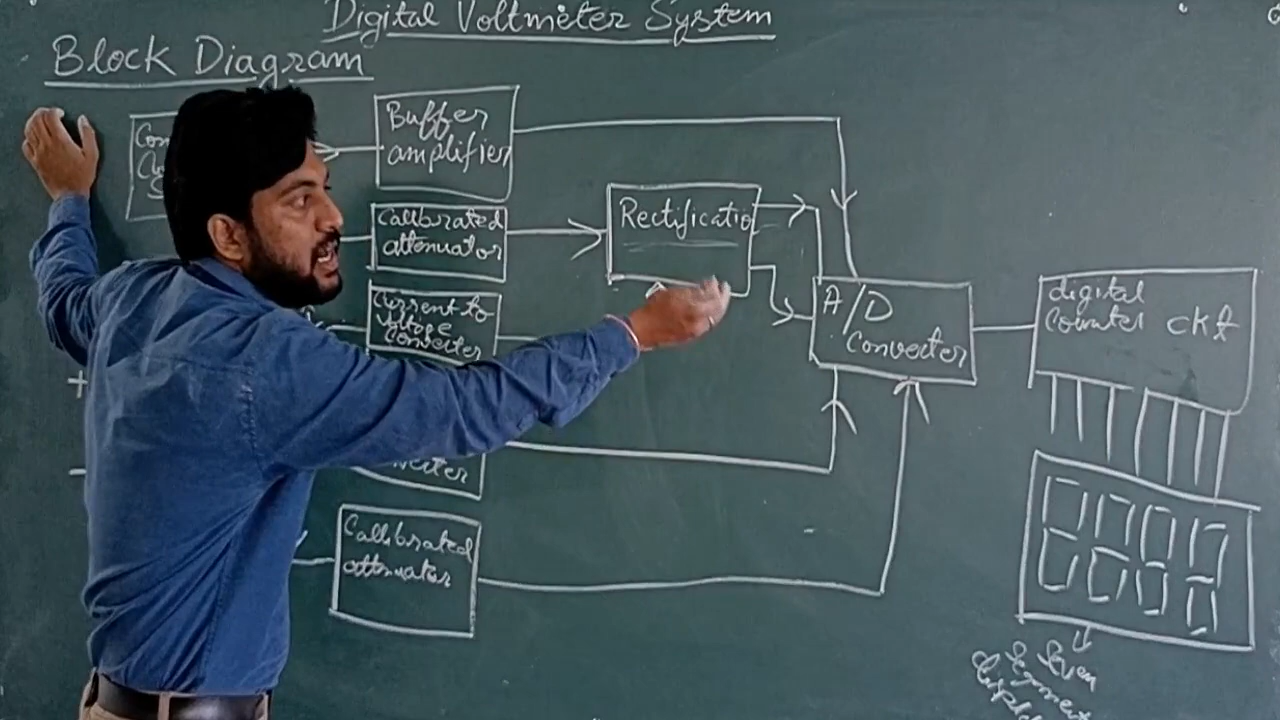 Digital Voltmeter System
Block Diagram
Buffer
amplifier
Callibrated
attenuator
Rectification
Current to
Voltage
Converter
A/D
Converter
digital
Counter ckt
+
-
verter
Callibrated
attenuator
Seven
Segment